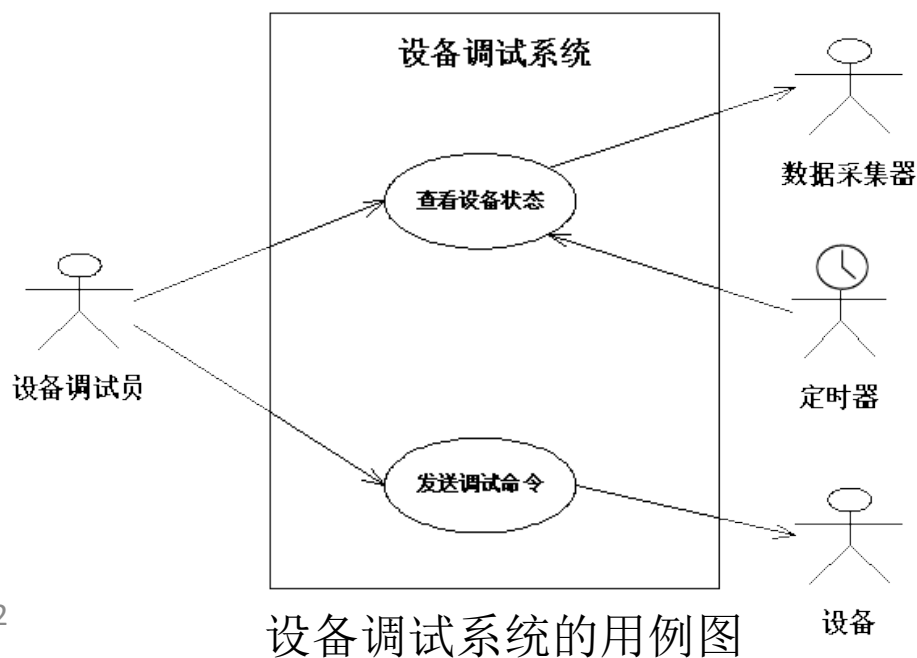 设备调试系统
数据采集器
查看设备状态
设备调试员
定时器
发送调试命令
设备
2
设备调试系统的用例图